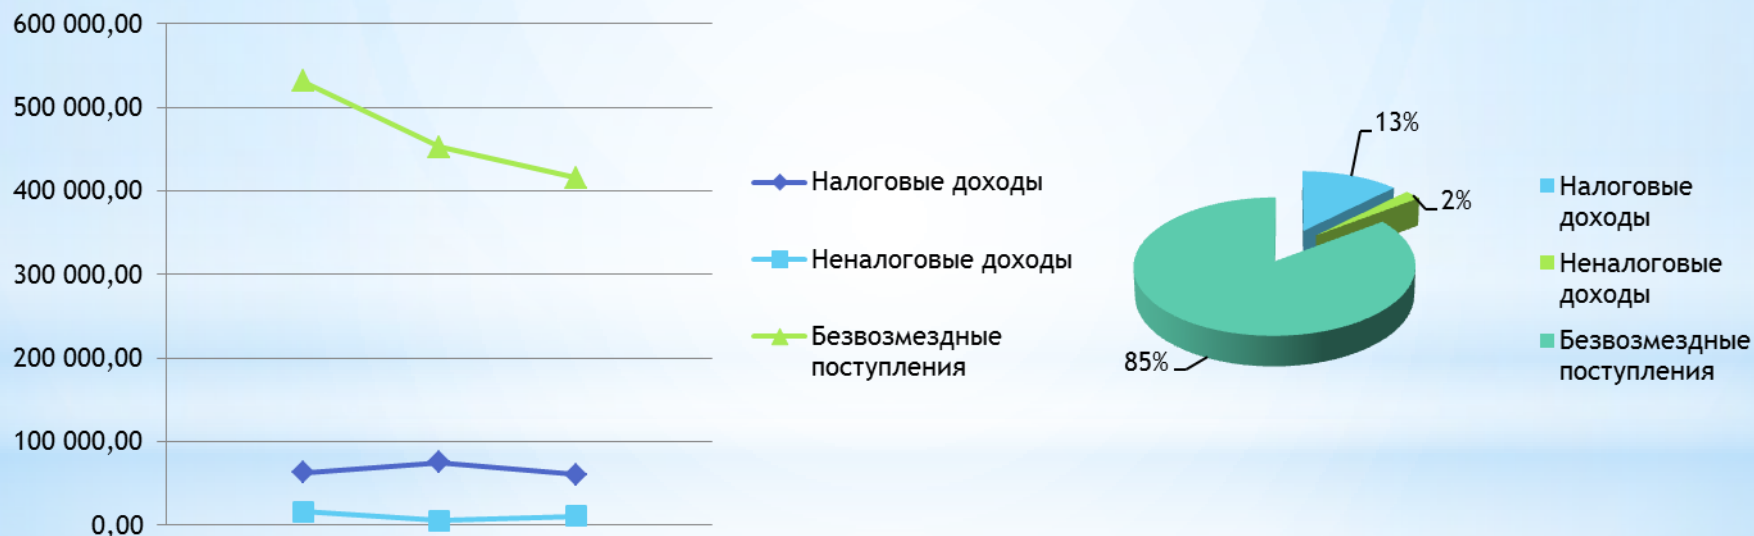 600 000,00
500 000,00
400 000,00
300 000,00
200 000,00
100 000,00
0,00
Налоговые доходы
Неналоговые доходы
Безвозмездные
поступления
13%
2%
85%
Налоговые
доходы
Неналоговые
доходы
Безвозмездные
поступления